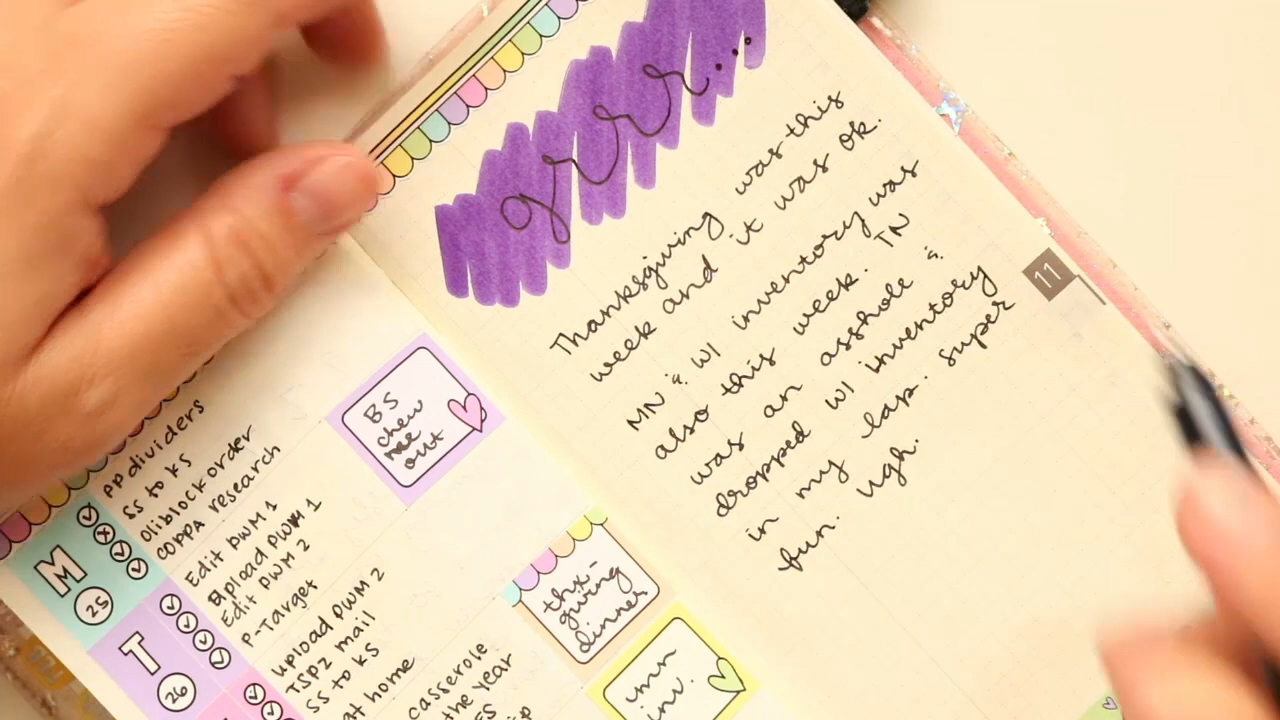 grrr...
Thanksgiving was this
week and it was ok.
MN & WI inventory was
also this week. TN
was an asshole &
dropped WI inventory
in my lap. super
fun. Ugh.
11
BS
chew
me
out
M
25
pp dividers
SS to KS
Oliblock order
COPPA research
T
26
Edit PWM 1
Upload PWM 1
Edit PWM 2
P-Target
upload PWM 2
TSPZ mail
SS to KS
at home
casserole
the year
thx-
giving
dinner
inv.